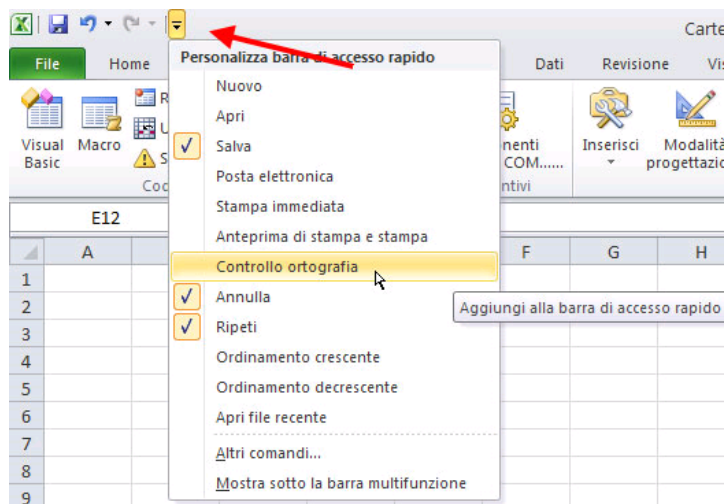 Carte
File
Home
Dati
Revisione
Vis
Personalizza barra di accesso rapido
Nuovo
Apri
Salva
Posta elettronica
Stampa immediata
Anteprima di stampa e stampa
Controllo ortografia
Annulla
Ripeti
Ordinamento crescente
Ordinamento decrescente
Apri file recente
Altri comandi...
Mostra sotto la barra multifunzione
Visual
Basic
Macro
R
U
S
Coc
nenti
COM......
ntivi
Inserisci
Modalità
progettazio
E12
A
F
G
H
Aggiungi alla barra di accesso rapido
1
2
3
4
5
6
7
8
9